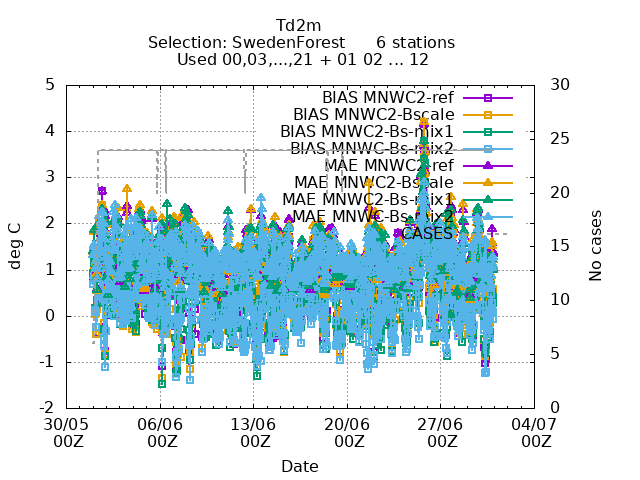 Td2m
Selection: SwedenForest 6 stations
Used 00,03,...,21 + 01 02 ... 12
5
4
3
2
1
0
-1
-2
deg C
30
25
20
15
10
5
0
No cases
BIAS MNWC2-ref
BIAS MNWC2-Bscale
BIAS MNWC2-Bs-mix1
BIAS MNWC-Bs-mix2
MAE MNWC2-ref
MAE MNWC2-Bscale
MAE MNWC2-Bs-mix1
MAE MNWC-Bs-mix2
CASES
30/05 06/06 13/06 20/06 27/06 04/07
00Z 00Z 00Z 00Z 00Z 00Z
Date